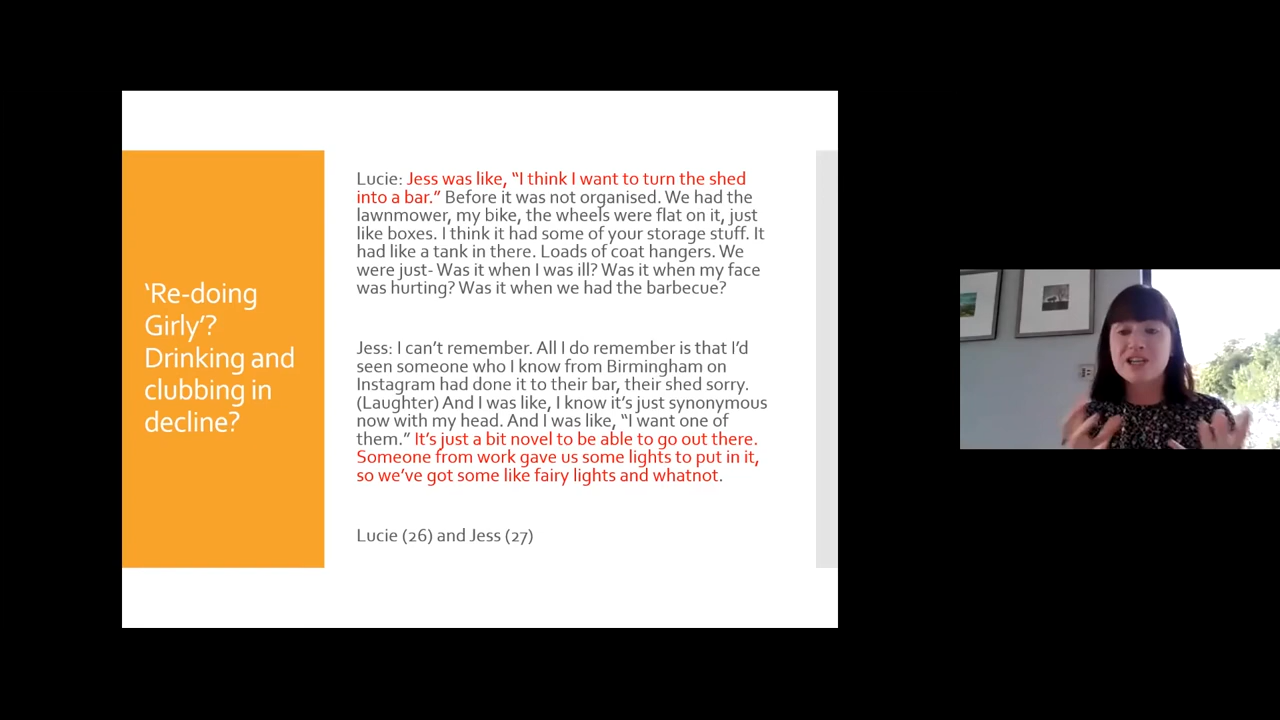 ‘Re-doing
Girly’?
Drinking and
clubbing in
decline?
Lucie: Jess was like, “I think I want to turn the shed
into a bar.” Before it was not organised. We had the
lawnmower, my bike, the wheels were flat on it, just
like boxes. I think it had some of your storage stuff. It
had like a tank in there. Loads of coat hangers. We
were just- Was it when I was ill? Was it when my face
was hurting? Was it when we had the barbecue?
Jess: I can’t remember. All I do remember is that I’d
seen someone who I know from Birmingham on
Instagram had done it to their bar, their shed sorry.
(Laughter) And I was like, I know it’s just synonymous
now with my head. And I was like, “I want one of
them.” It’s just a bit novel to be able to go out there.
Someone from work gave us some lights to put in it,
so we’ve got some like fairy lights and whatnot.
Lucie (26) and Jess (27)